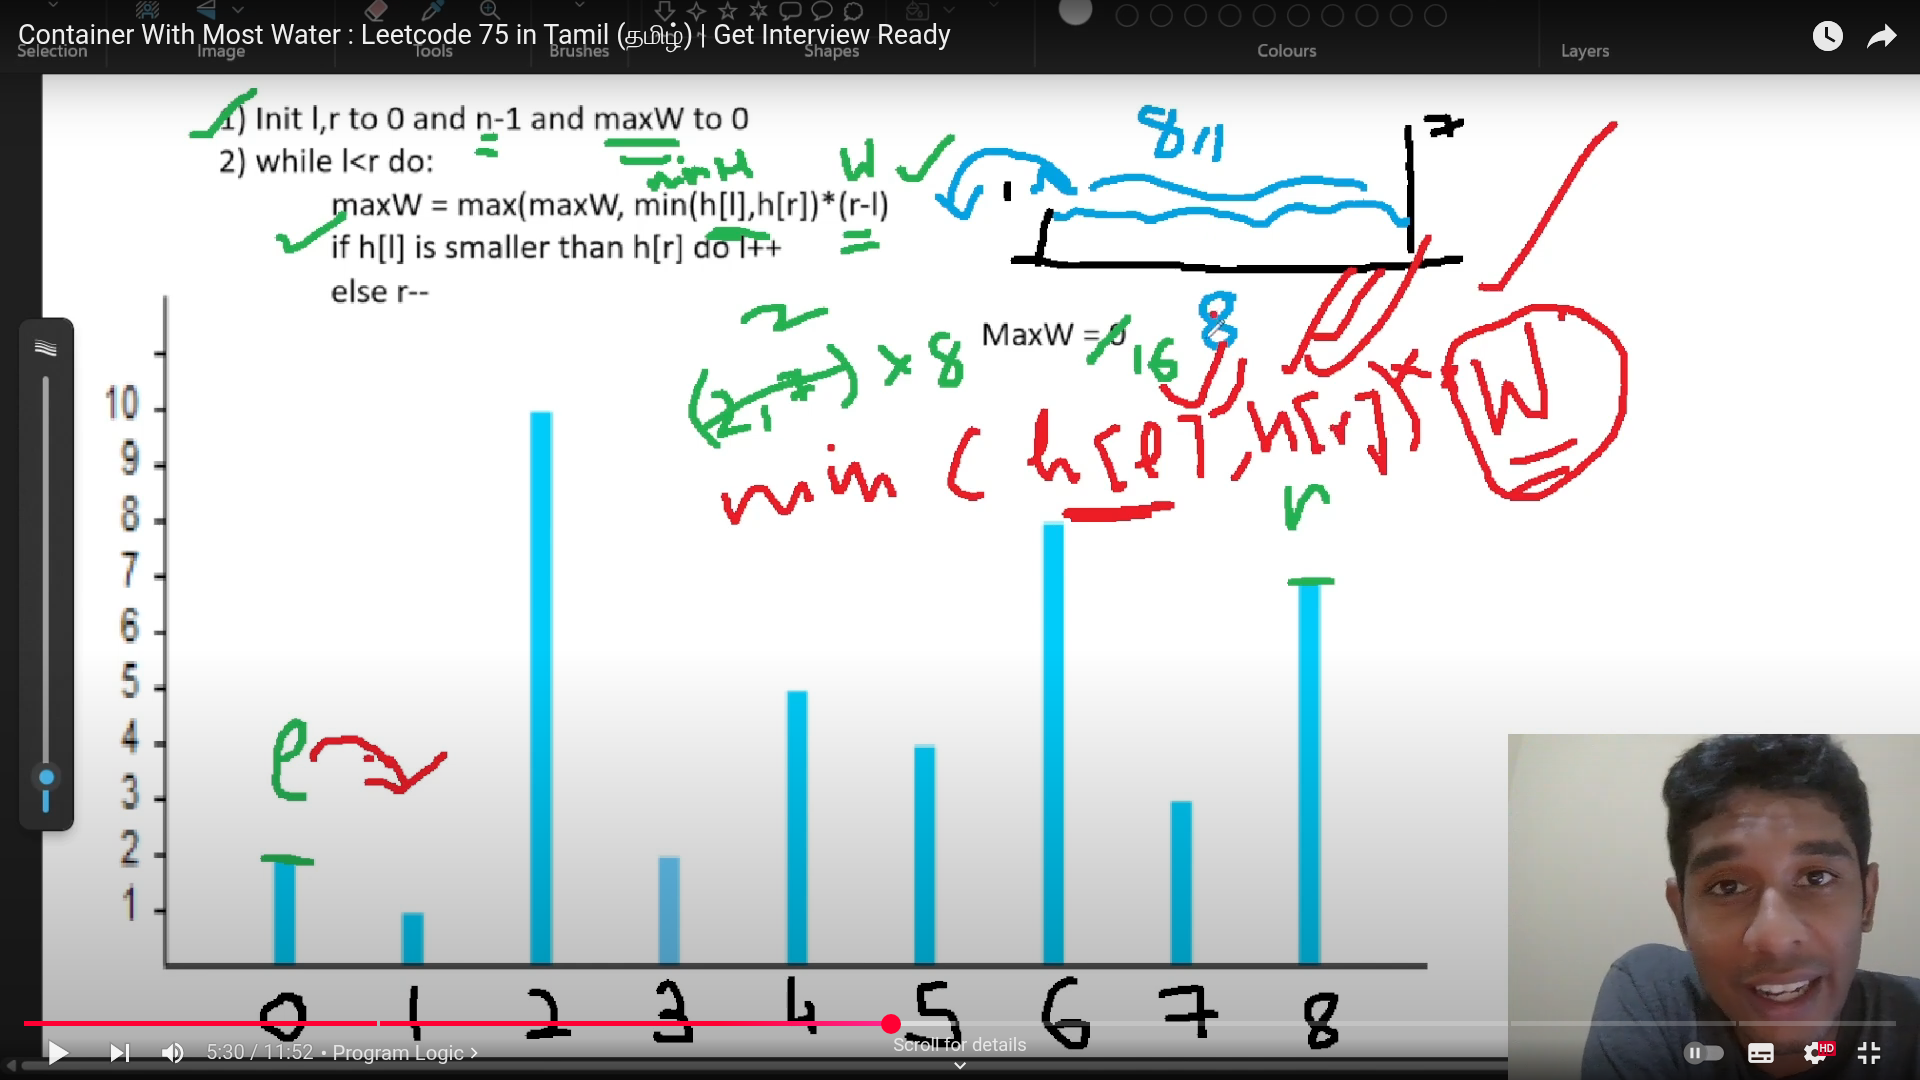 Container With Most Water : Leetcode 75 in Tamil (தமிழ்) | Get Interview Ready
Selection Image Tools Brushes Shapes Colours Layers
1) Init l,r to 0 and n-1 and maxW to 0
2) while l<r do:
minH W
maxW = max(maxW, min(h[l],h[r])*(r-l)
if h[l] is smaller than h[r] do l++
else r--
811
1 7
8
2
MaxW = 0 16
(2,7) x 8
min ( h[l], h[r]) * W
r
l
10
9
8
7
6
5
4
3
2
1
0 1 2 3 4 5 6 7 8
5:30 / 11:52 • Program Logic >
Scroll for details
HD